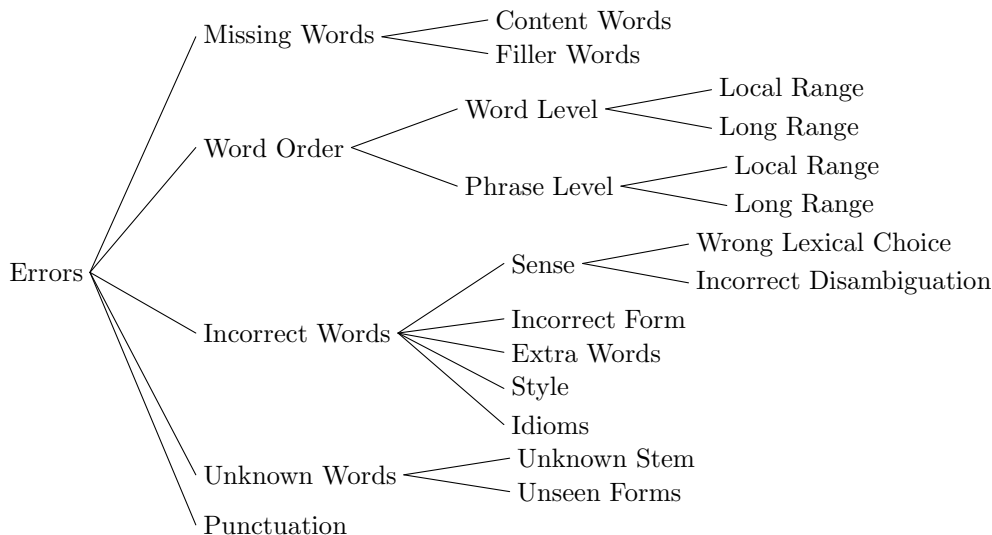 Errors
Missing Words
Content Words
Filler Words
Word Order
Word Level
Local Range
Long Range
Phrase Level
Local Range
Long Range
Incorrect Words
Sense
Wrong Lexical Choice
Incorrect Disambiguation
Incorrect Form
Extra Words
Style
Idioms
Unknown Words
Unknown Stem
Unseen Forms
Punctuation